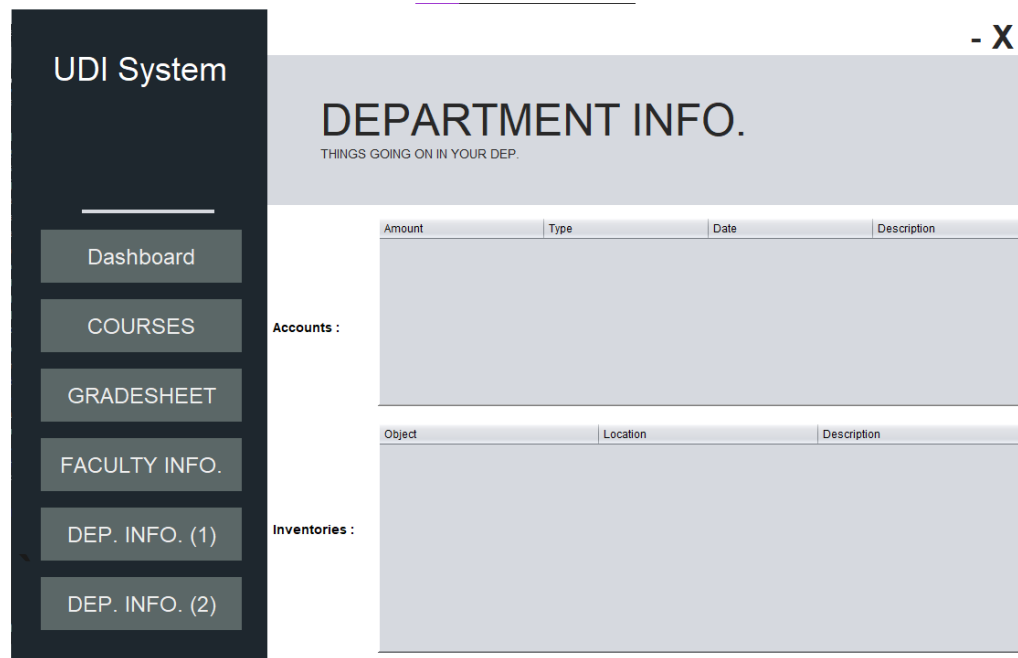 - X
UDI System
DEPARTMENT INFO.
THINGS GOING ON IN YOUR DEP.
Dashboard
COURSES
GRADESHEET
FACULTY INFO.
DEP. INFO. (1)
DEP. INFO. (2)
Accounts :
Amount Type Date Description
Inventories :
Object Location Description